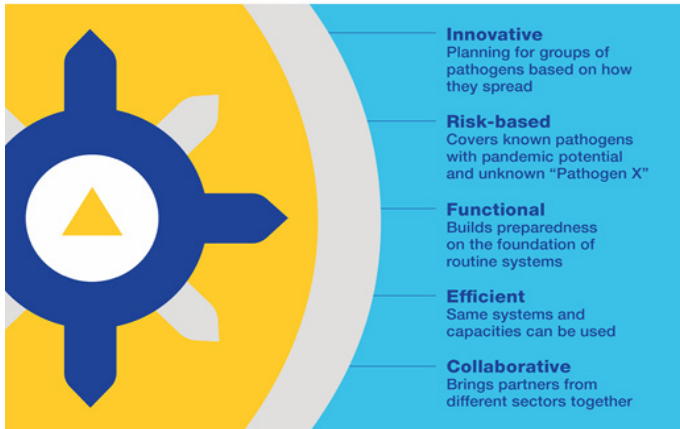 Innovative
Planning for groups of
pathogens based on how
they spread
Risk-based
Covers known pathogens
with pandemic potential
and unknown “Pathogen X”
Functional
Builds preparedness
on the foundation of
routine systems
Efficient
Same systems and
capacities can be used
Collaborative
Brings partners from
different sectors together